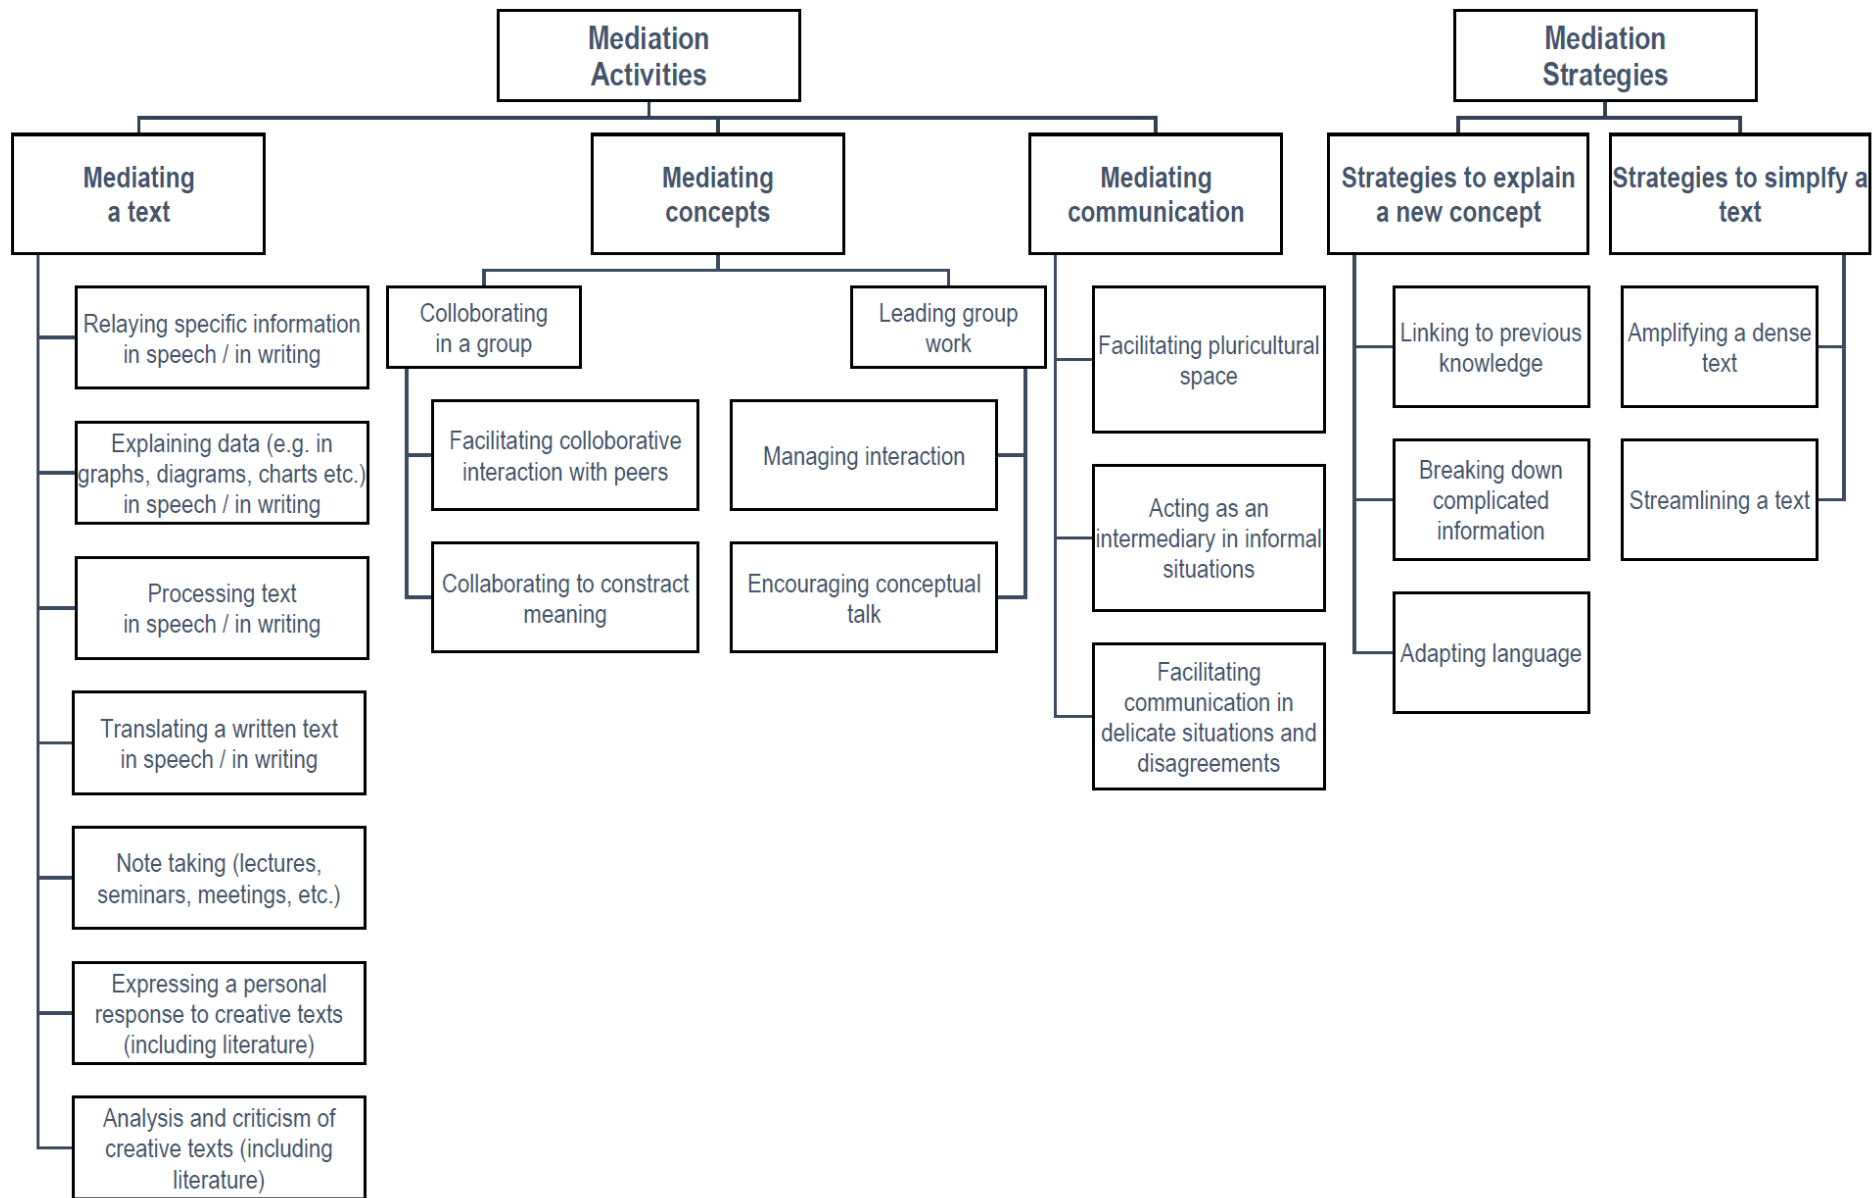 Mediation
Activities
Mediation
Strategies
Mediating
a text
Mediating
concepts
Mediating
communication
Strategies to explain
a new concept
Strategies to simplfy a
text
Relaying specific information
in speech / in writing
Explaining data (e.g. in
graphs, diagrams, charts etc.)
in speech / in writing
Processing text
in speech / in writing
Translating a written text
in speech / in writing
Note taking (lectures,
seminars, meetings, etc.)
Expressing a personal
response to creative texts
(including literature)
Analysis and criticism of
creative texts (including
literature)
Colloborating
in a group
Facilitating colloborative
interaction with peers
Collaborating to constract
meaning
Leading group
work
Managing interaction
Encouraging conceptual
talk
Facilitating pluricultural
space
Acting as an
intermediary in informal
situations
Facilitating
communication in
delicate situations and
disagreements
Linking to previous
knowledge
Breaking down
complicated
information
Adapting language
Amplifying a dense
text
Streamlining a text